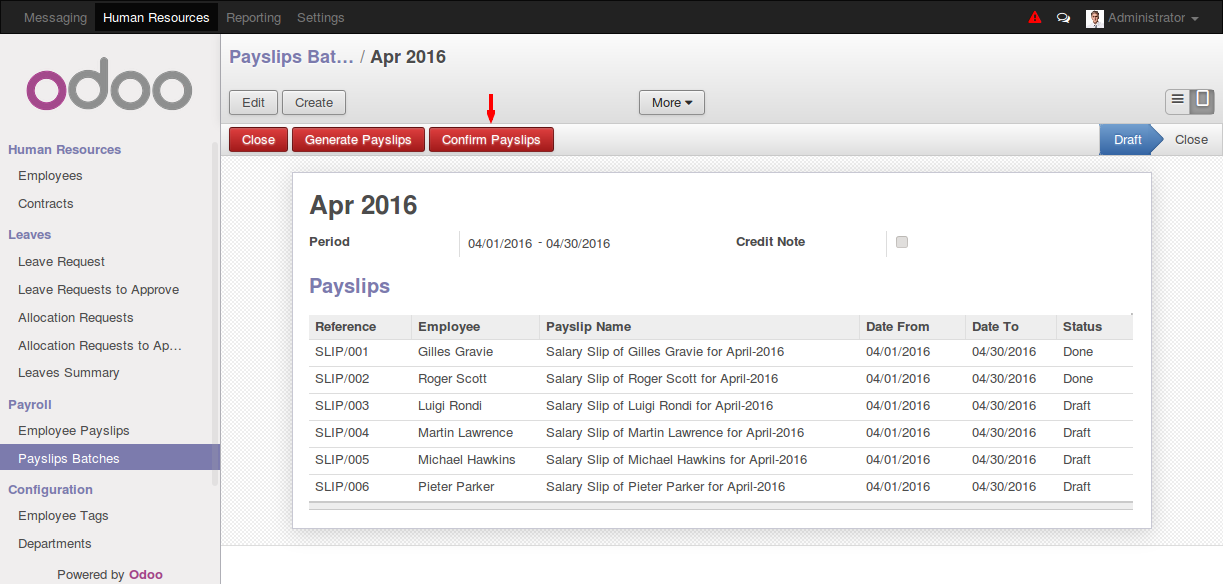 Messaging Human Resources Reporting Settings Administrator
odoo
Human Resources
Employees
Contracts
Leaves
Leave Request
Leave Requests to Approve
Allocation Requests
Allocation Requests to Ap...
Leaves Summary
Payroll
Employee Payslips
Payslips Batches
Configuration
Employee Tags
Departments
Powered by Odoo
Payslips Bat... / Apr 2016
Edit Create More
Close Generate Payslips Confirm Payslips Draft Close
Apr 2016
Period 04/01/2016 - 04/30/2016 Credit Note
Payslips
Reference Employee Payslip Name Date From Date To Status
SLIP/001 Gilles Gravie Salary Slip of Gilles Gravie for April-2016 04/01/2016 04/30/2016 Done
SLIP/002 Roger Scott Salary Slip of Roger Scott for April-2016 04/01/2016 04/30/2016 Done
SLIP/003 Luigi Rondi Salary Slip of Luigi Rondi for April-2016 04/01/2016 04/30/2016 Draft
SLIP/004 Martin Lawrence Salary Slip of Martin Lawrence for April-2016 04/01/2016 04/30/2016 Draft
SLIP/005 Michael Hawkins Salary Slip of Michael Hawkins for April-2016 04/01/2016 04/30/2016 Draft
SLIP/006 Pieter Parker Salary Slip of Pieter Parker for April-2016 04/01/2016 04/30/2016 Draft